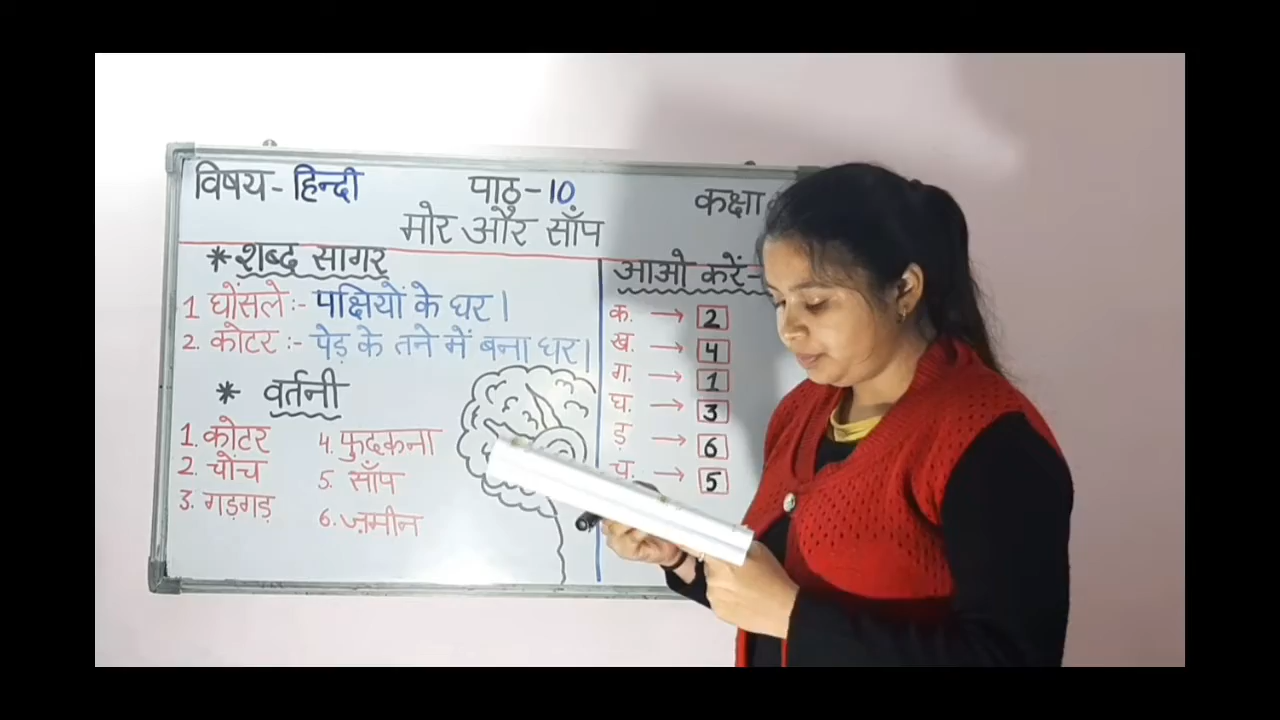 विषय- हिन्दी पाठ-10 कक्षा
मोर और साँप
* शब्द सागर
1 घोंसले :- पक्षियों के घर।
2. कोटर :- पेड़ के तने में बना घर।
* वर्तनी
1. कोटर
2. चोंच
3. गड़गड़
4. फुदकना
5. साँप
6. ज़मीन
आओ करें-
क. → 2
ख. → 4
ग. → 1
घ. → 3
ड़ → 6
च. → 5